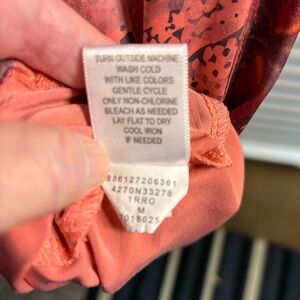 TURN OUTSIDE MACHINE
WASH COLD
WITH LIKE COLORS
GENTLE CYCLE
ONLY NON-CHLORINE
BLEACH AS NEEDED
LAY FLAT TO DRY
COOL IRON
IF NEEDED
886127206361
4270N33276
1RRO
M
7018025